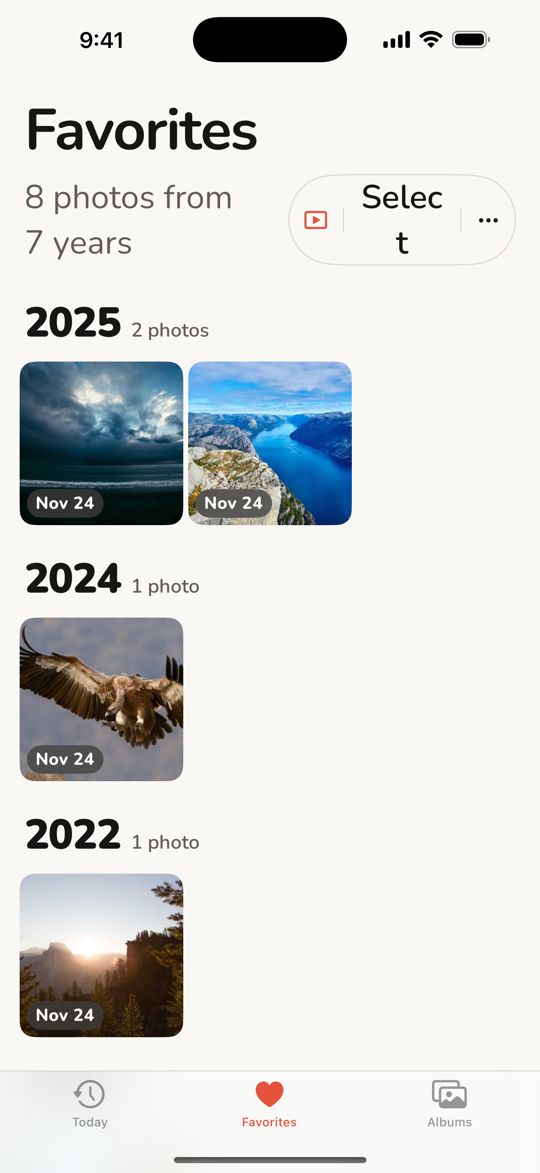 9:41
Favorites
8 photos from
7 years
Selec
t
2025 2 photos
Nov 24 Nov 24
2024 1 photo
Nov 24
2022 1 photo
Nov 24
Today Favorites Albums